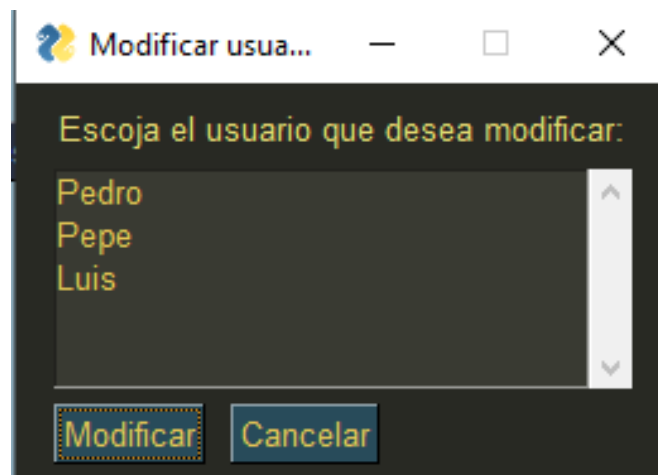 Modificar usua...
Escoja el usuario que desea modificar:
Pedro
Pepe
Luis
Modificar Cancelar